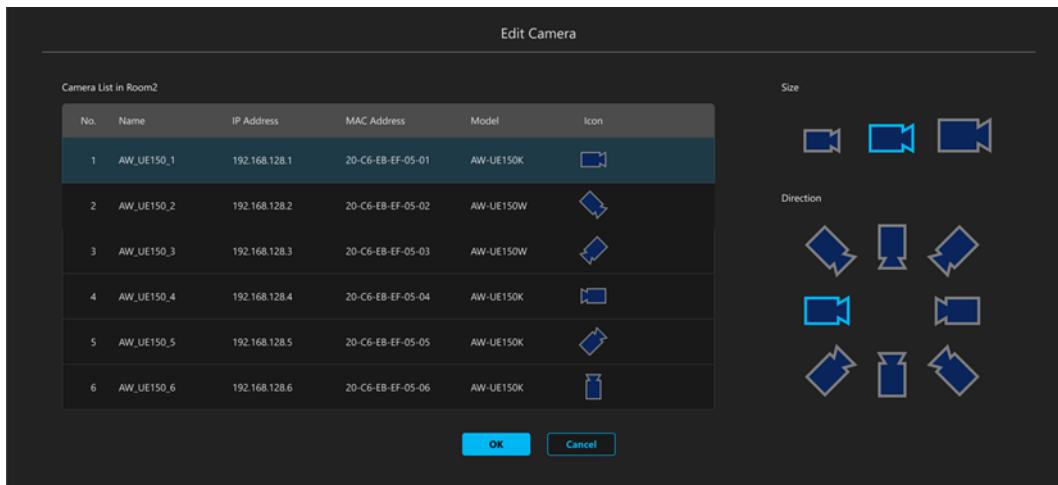 Edit Camera
Camera List in Room2
No. Name IP Address MAC Address Model Icon
1 AW_UE150_1 192.168.128.1 20-C6-EB-EF-05-01 AW-UE150K
2 AW_UE150_2 192.168.128.2 20-C6-EB-EF-05-02 AW-UE150W
3 AW_UE150_3 192.168.128.3 20-C6-EB-EF-05-03 AW-UE150W
4 AW_UE150_4 192.168.128.4 20-C6-EB-EF-05-04 AW-UE150K
5 AW_UE150_5 192.168.128.5 20-C6-EB-EF-05-05 AW-UE150K
6 AW_UE150_6 192.168.128.6 20-C6-EB-EF-05-06 AW-UE150K
Size
Direction
OK Cancel